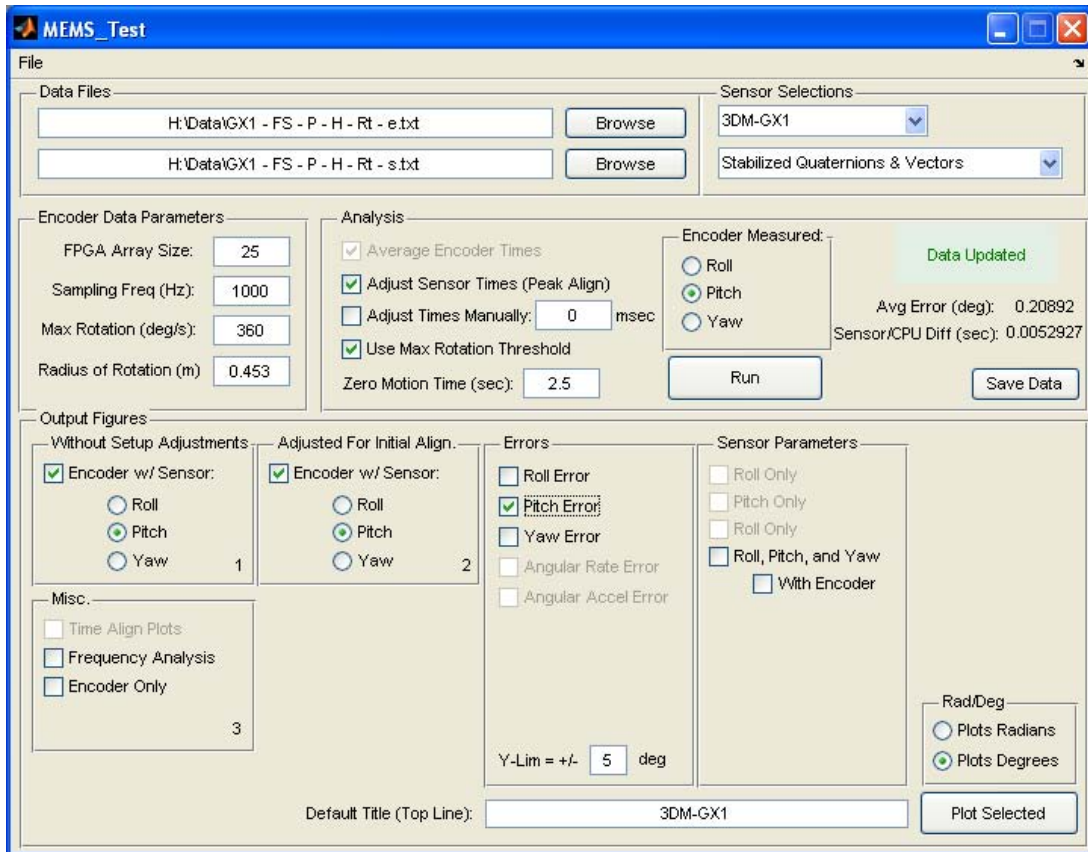 MEMS_Test
File
Data Files
H:\Data\GX1 - FS - P - H - Rt - e.txt
Browse
H:\Data\GX1 - FS - P - H - Rt - s.txt
Browse
Sensor Selections
3DM-GX1
Stabilized Quaternions & Vectors
Encoder Data Parameters
FPGA Array Size: 25
Sampling Freq (Hz): 1000
Max Rotation (deg/s): 360
Radius of Rotation (m) 0.453
Analysis
Average Encoder Times
Adjust Sensor Times (Peak Align)
Adjust Times Manually: 0 msec
Use Max Rotation Threshold
Zero Motion Time (sec): 2.5
Encoder Measured:
Roll
Pitch
Yaw
Run
Data Updated
Avg Error (deg): 0.20892
Sensor/CPU Diff (sec): 0.0052927
Save Data
Output Figures
Without Setup Adjustments
Encoder w/ Sensor:
Roll
Pitch
Yaw
1
Adjusted For Initial Align.
Encoder w/ Sensor:
Roll
Pitch
Yaw
2
Errors
Roll Error
Pitch Error
Yaw Error
Angular Rate Error
Angular Accel Error
Y-Lim = +/- 5 deg
Sensor Parameters
Roll Only
Pitch Only
Roll Only
Roll, Pitch, and Yaw
With Encoder
Misc.
Time Align Plots
Frequency Analysis
Encoder Only
3
Rad/Deg
Plots Radians
Plots Degrees
Default Title (Top Line): 3DM-GX1
Plot Selected